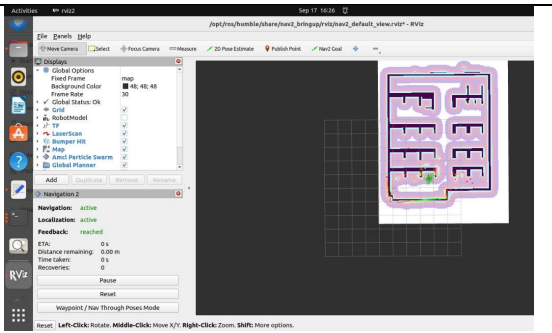 Activities
rviz2
Sep 17 16:26
/opt/ros/humble/share/nav2_bringup/rviz/nav2_default_view.rviz* - RViz
File Panels Help
Move Camera Select Focus Camera Measure 2D Pose Estimate Publish Point Nav2 Goal
Displays
Global Options
Fixed Frame map
Background Color 48; 48; 48
Frame Rate 30
Global Status: Ok
Grid
RobotModel
TF
LaserScan
Bumper Hit
Map
Amcl Particle Swarm
Global Planner
Add Duplicate Remove Rename
Navigation 2
Navigation: active
Localization: active
Feedback: reached
ETA: 0 s
Distance remaining: 0.00 m
Time taken: 0 s
Recoveries: 0
Pause
Reset
Waypoint / Nav Through Poses Mode
RViz
Reset Left-Click: Rotate. Middle-Click: Move X/Y. Right-Click: Zoom. Shift: More options.